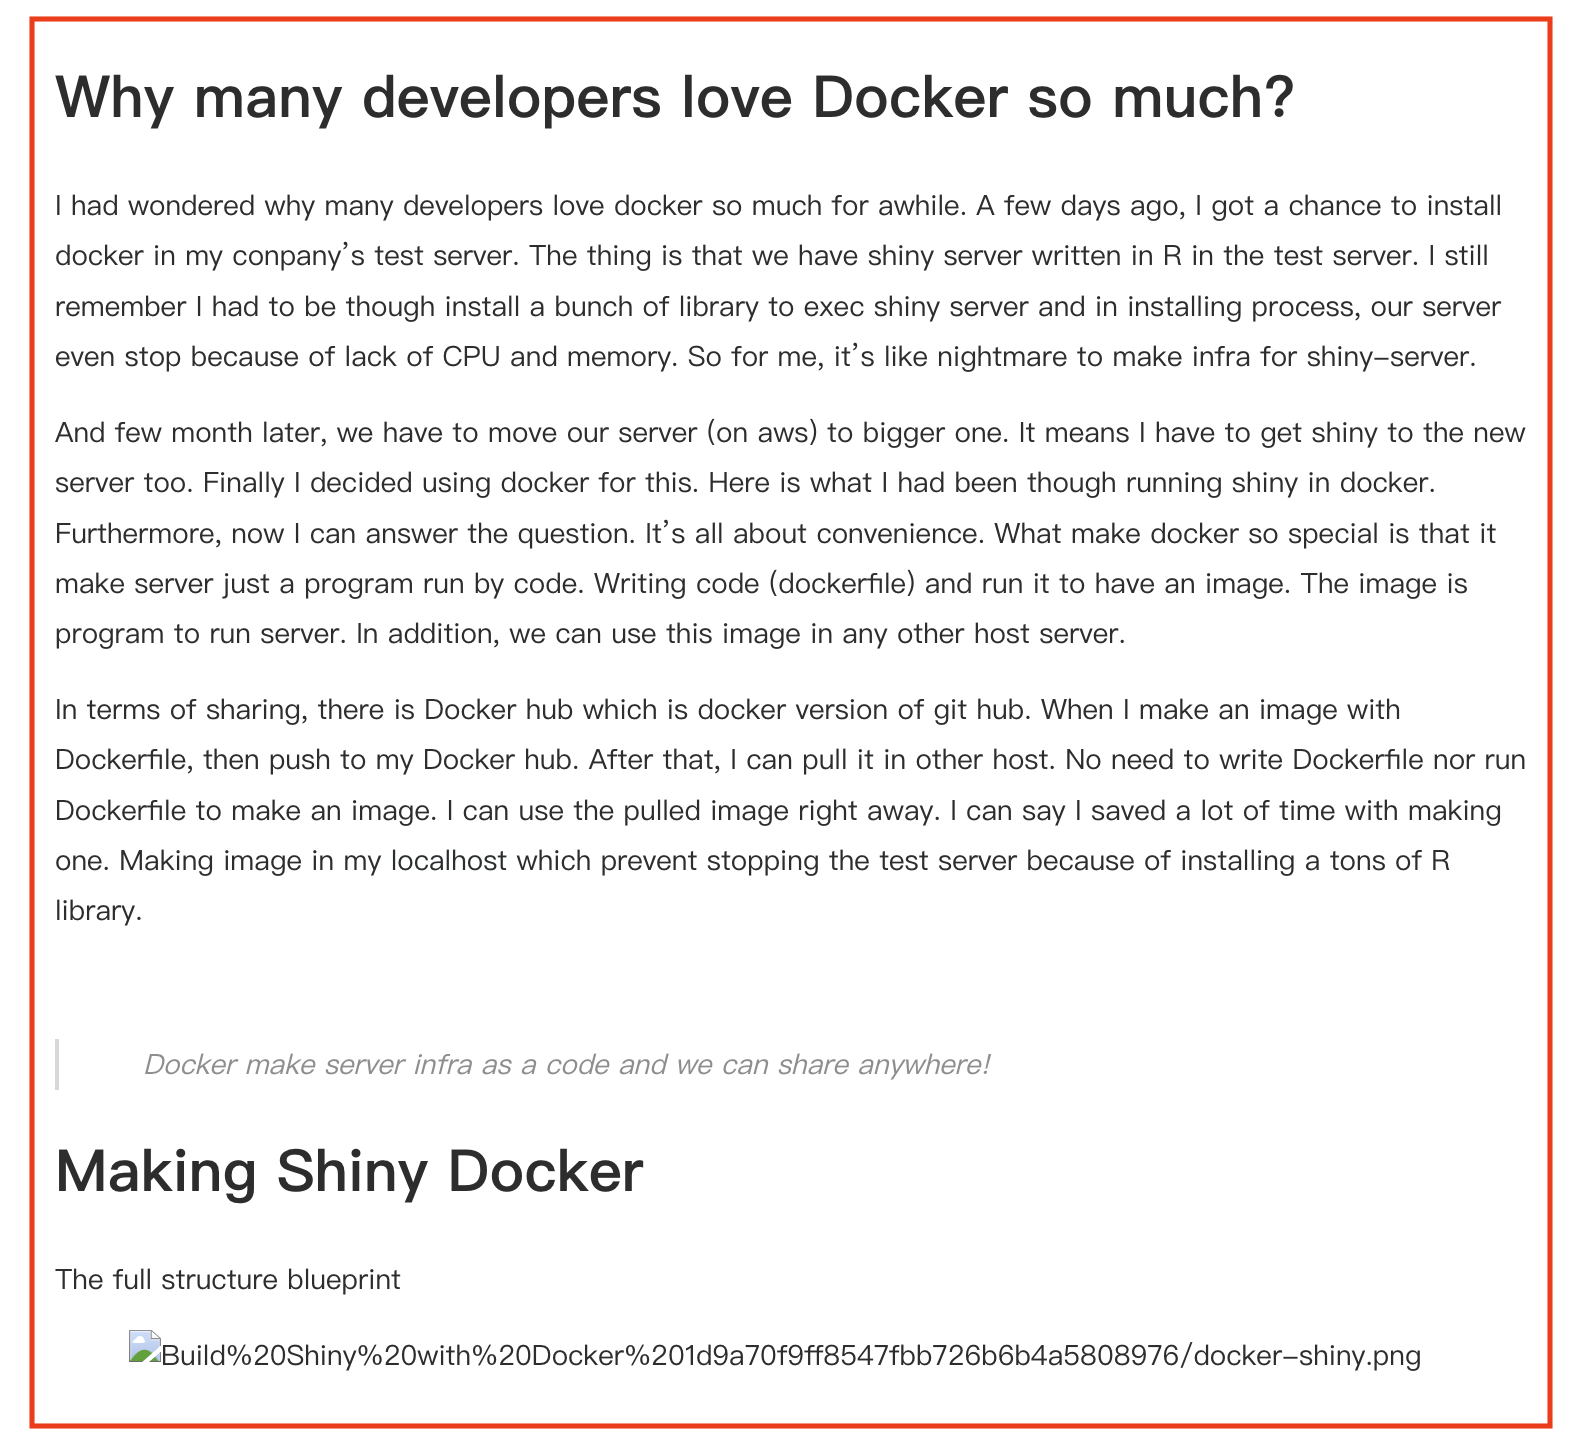 Why many developers love Docker so much?
I had wondered why many developers love docker so much for awhile. A few days ago, I got a chance to install
docker in my conpany's test server. The thing is that we have shiny server written in R in the test server. I still
remember I had to be though install a bunch of library to exec shiny server and in installing process, our server
even stop because of lack of CPU and memory. So for me, it's like nightmare to make infra for shiny-server.
And few month later, we have to move our server (on aws) to bigger one. It means I have to get shiny to the new
server too. Finally I decided using docker for this. Here is what I had been though running shiny in docker.
Furthermore, now I can answer the question. It's all about convenience. What make docker so special is that it
make server just a program run by code. Writing code (dockerfile) and run it to have an image. The image is
program to run server. In addition, we can use this image in any other host server.
In terms of sharing, there is Docker hub which is docker version of git hub. When I make an image with
Dockerfile, then push to my Docker hub. After that, I can pull it in other host. No need to write Dockerfile nor run
Dockerfile to make an image. I can use the pulled image right away. I can say I saved a lot of time with making
one. Making image in my localhost which prevent stopping the test server because of installing a tons of R
library.
Docker make server infra as a code and we can share anywhere!
Making Shiny Docker
The full structure blueprint
Build%20Shiny%20with%20Docker%201d9a70f9ff8547fbb726b6b4a5808976/docker-shiny.png